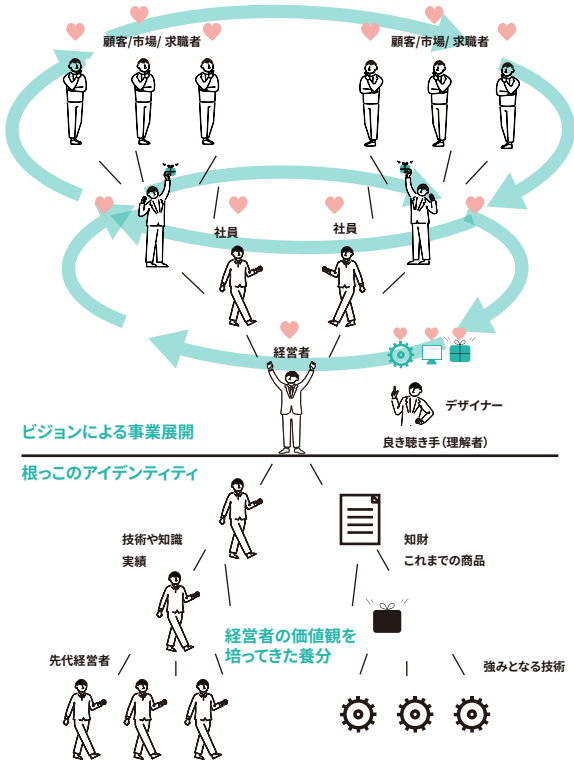 顧客/市場/ 求職者
顧客/市場/ 求職者
社員
社員
経営者
デザイナー
良き聴き手（理解者）
ビジョンによる事業展開
根っこのアイデンティティ
技術や知識
実績
知財
これまでの商品
経営者の価値観を
培ってきた養分
先代経営者
強みとなる技術